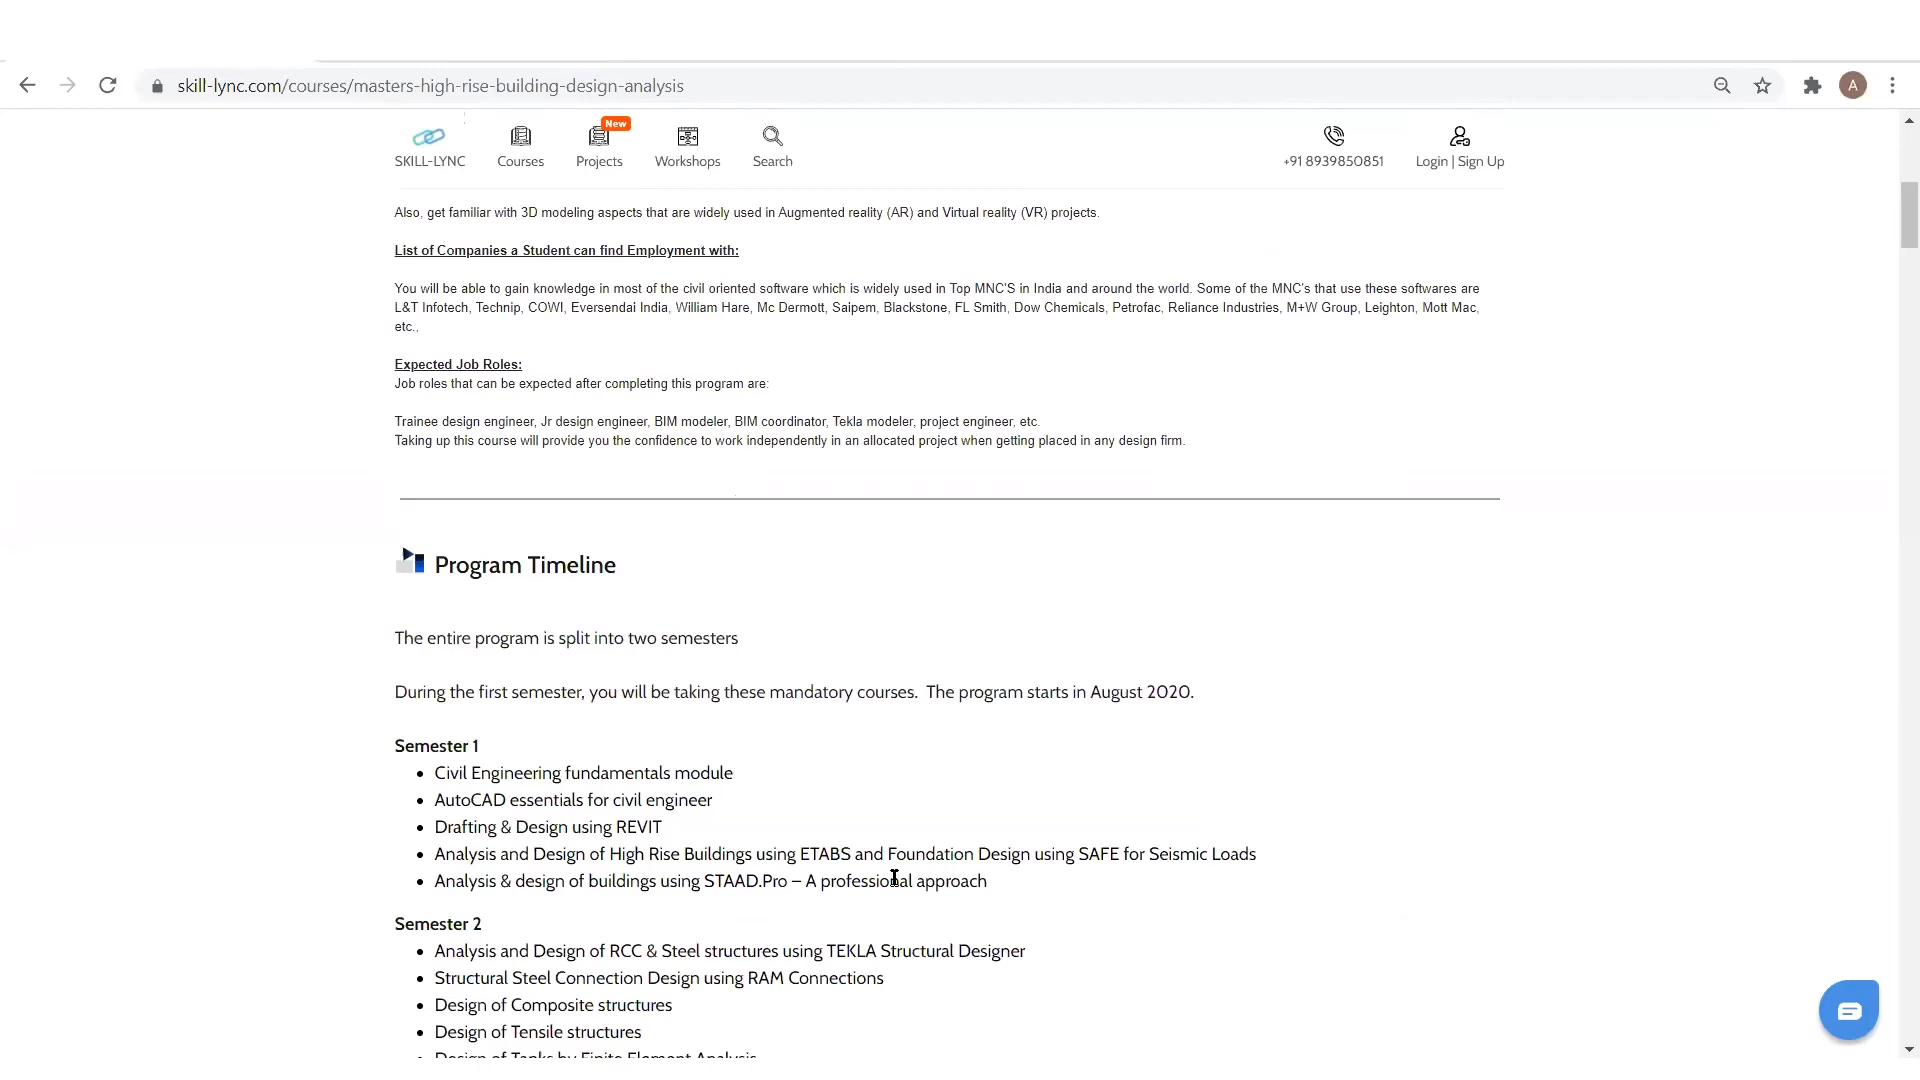 skill-lync.com/courses/masters-high-rise-building-design-analysis
A
New
SKILL-LYNC
Courses
Projects
Workshops
Search
+91 8939850851
Login | Sign Up
Also, get familiar with 3D modeling aspects that are widely used in Augmented reality (AR) and Virtual reality (VR) projects.
List of Companies a Student can find Employment with:
You will be able to gain knowledge in most of the civil oriented software which is widely used in Top MNC'S in India and around the world. Some of the MNC's that use these softwares are
L&T Infotech, Technip, COWI, Eversendai India, William Hare, Mc Dermott, Saipem, Blackstone, FL Smith, Dow Chemicals, Petrofac, Reliance Industries, M+W Group, Leighton, Mott Mac,
etc.,
Expected Job Roles:
Job roles that can be expected after completing this program are:
Trainee design engineer, Jr design engineer, BIM modeler, BIM coordinator, Tekla modeler, project engineer, etc.
Taking up this course will provide you the confidence to work independently in an allocated project when getting placed in any design firm.
Program Timeline
The entire program is split into two semesters
During the first semester, you will be taking these mandatory courses.  The program starts in August 2020.
Semester 1
• Civil Engineering fundamentals module
• AutoCAD essentials for civil engineer
• Drafting & Design using REVIT
• Analysis and Design of High Rise Buildings using ETABS and Foundation Design using SAFE for Seismic Loads
• Analysis & design of buildings using STAAD.Pro – A professional approach
Semester 2
• Analysis and Design of RCC & Steel structures using TEKLA Structural Designer
• Structural Steel Connection Design using RAM Connections
• Design of Composite structures
• Design of Tensile structures
• Design of Tanks by Finite Element Analysis